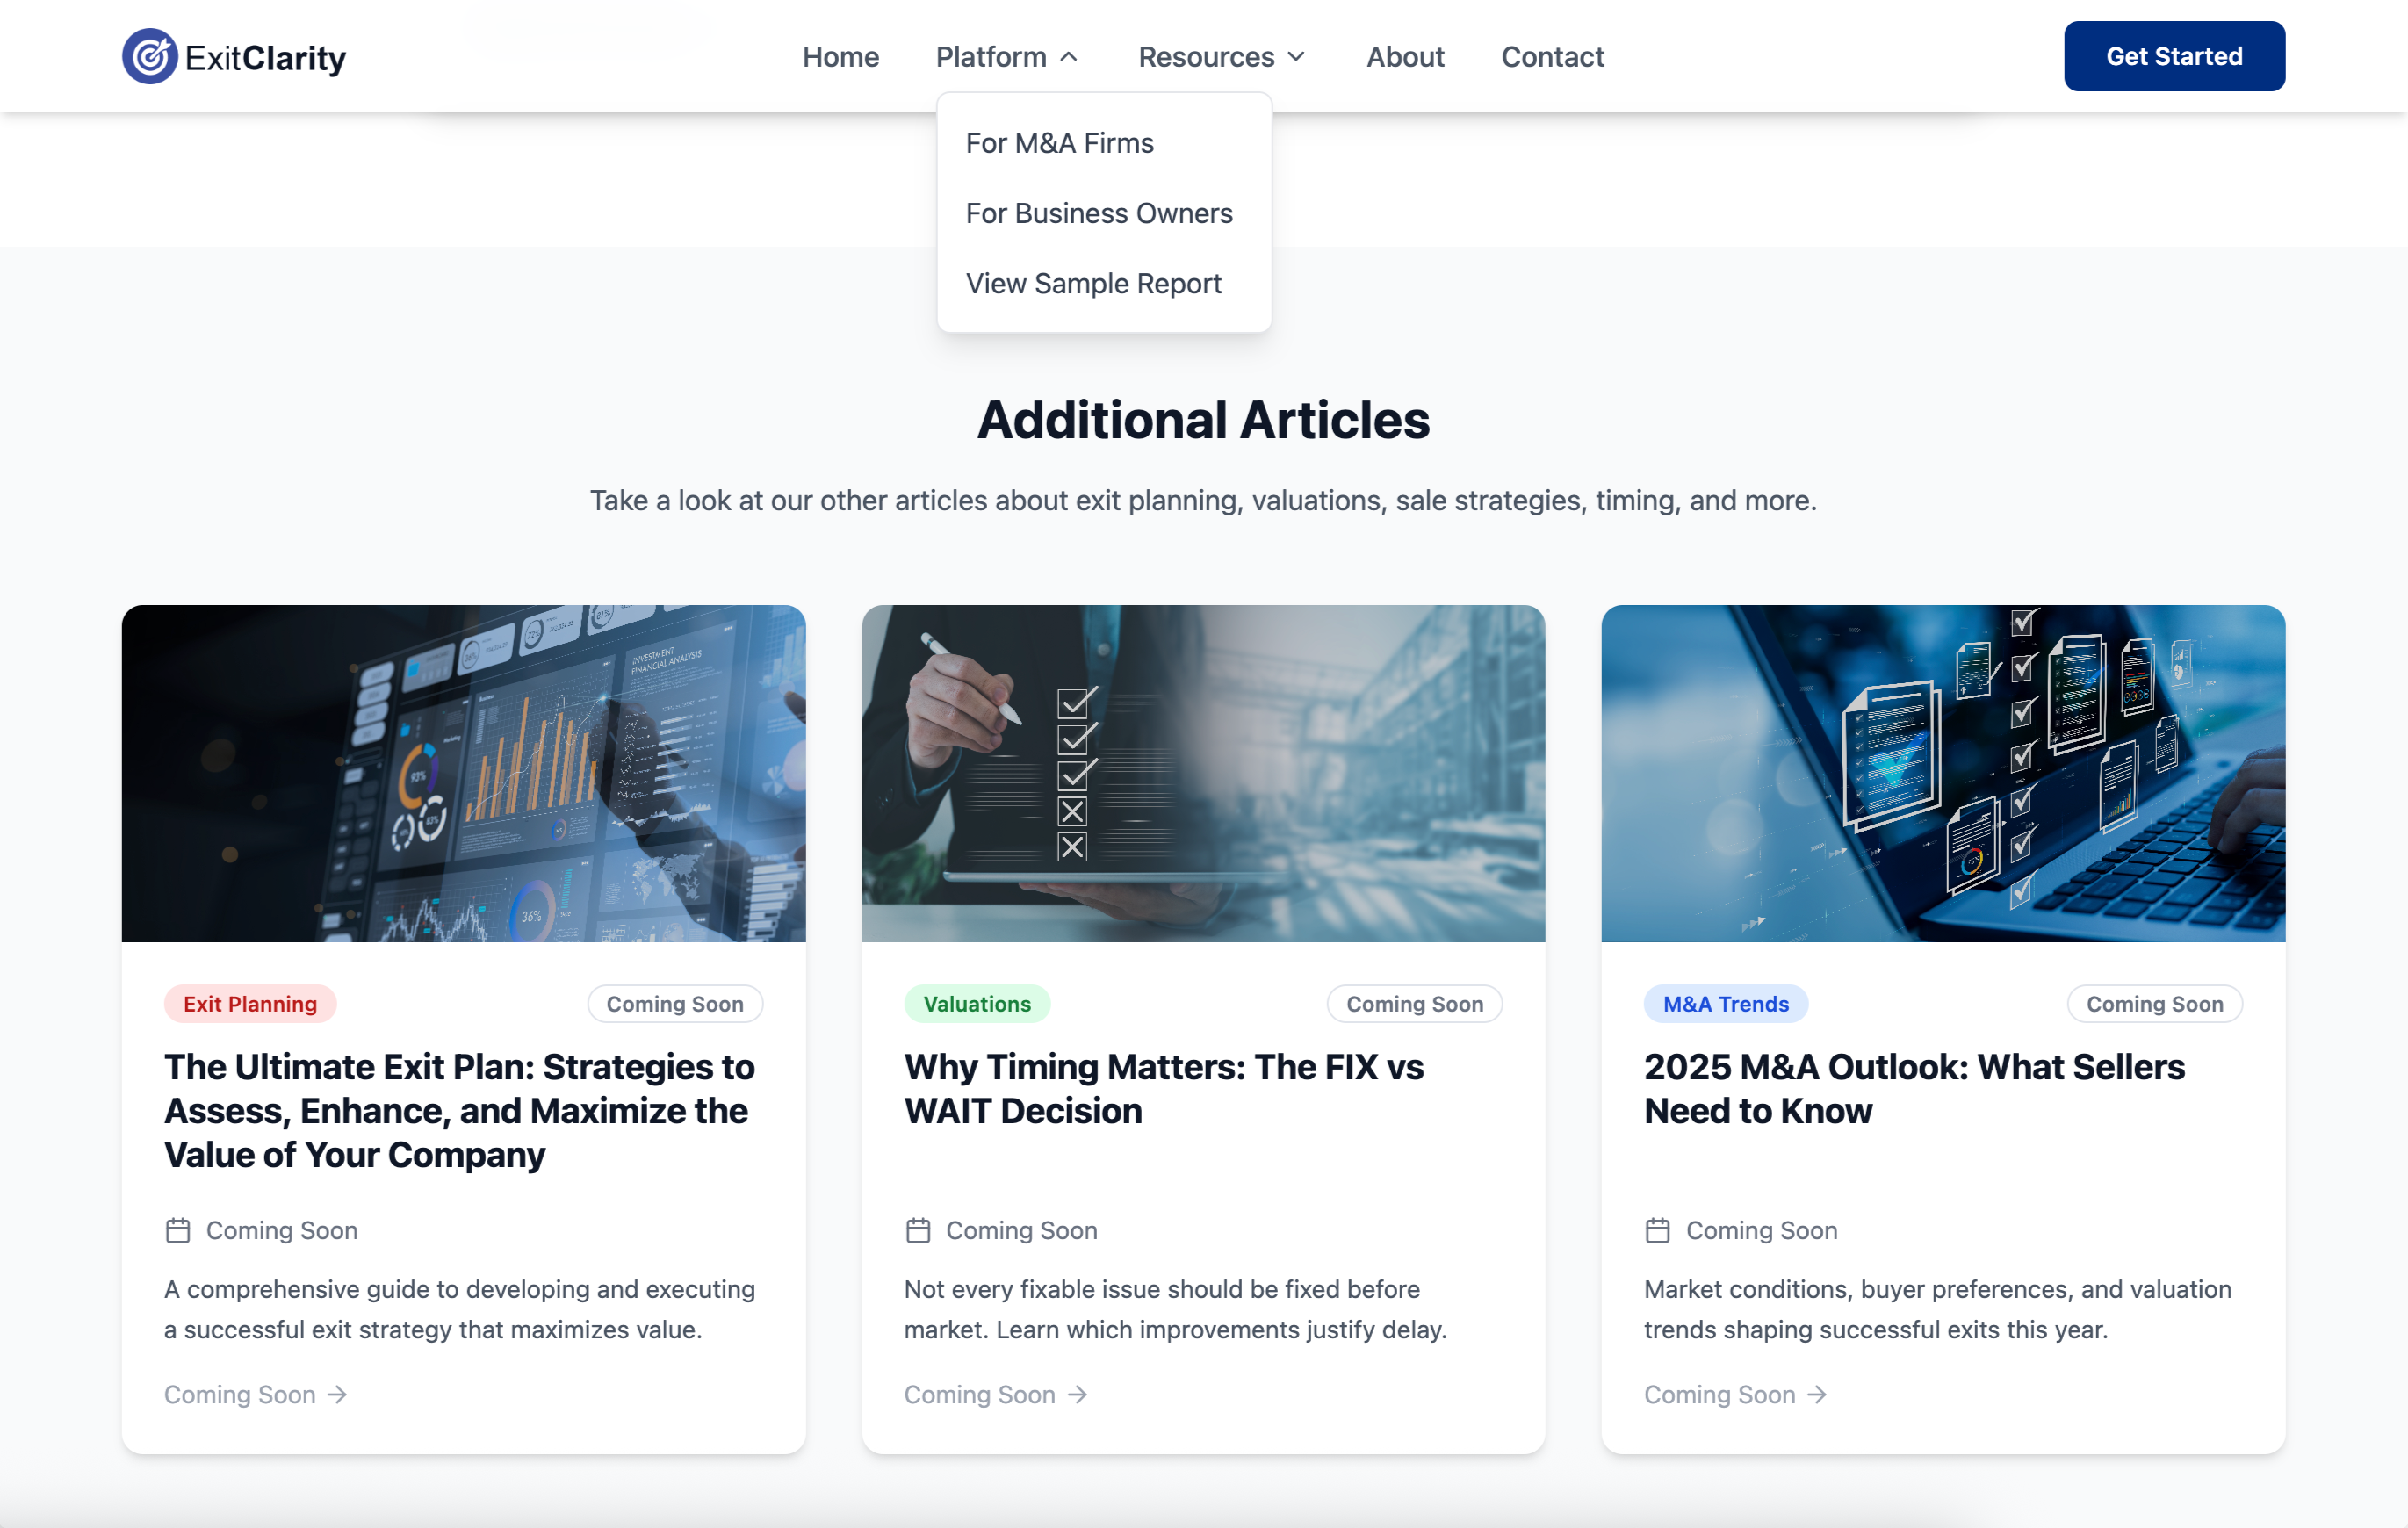 ExitClarity
Home
Platform
Resources
About
Contact
Get Started
For M&A Firms
For Business Owners
View Sample Report
Additional Articles
Take a look at our other articles about exit planning, valuations, sale strategies, timing, and more.
INVESTMENT
FINANCIAL ANALYSIS
93%
83%
36%
Exit Planning
Coming Soon
The Ultimate Exit Plan: Strategies to
Assess, Enhance, and Maximize the
Value of Your Company
Coming Soon
A comprehensive guide to developing and executing
a successful exit strategy that maximizes value.
Coming Soon →
Valuations
Coming Soon
Why Timing Matters: The FIX vs
WAIT Decision
Coming Soon
Not every fixable issue should be fixed before
market. Learn which improvements justify delay.
Coming Soon →
M&A Trends
Coming Soon
2025 M&A Outlook: What Sellers
Need to Know
Coming Soon
Market conditions, buyer preferences, and valuation
trends shaping successful exits this year.
Coming Soon →